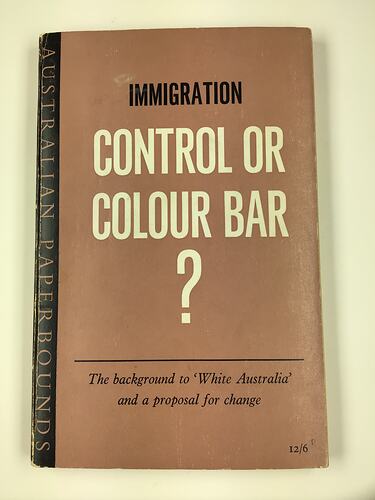 AUSTRALIAN PAPERBOUNDS
IMMIGRATION
CONTROL OR
COLOUR BAR
?
The background to ‘White Australia’
and a proposal for change
12/6